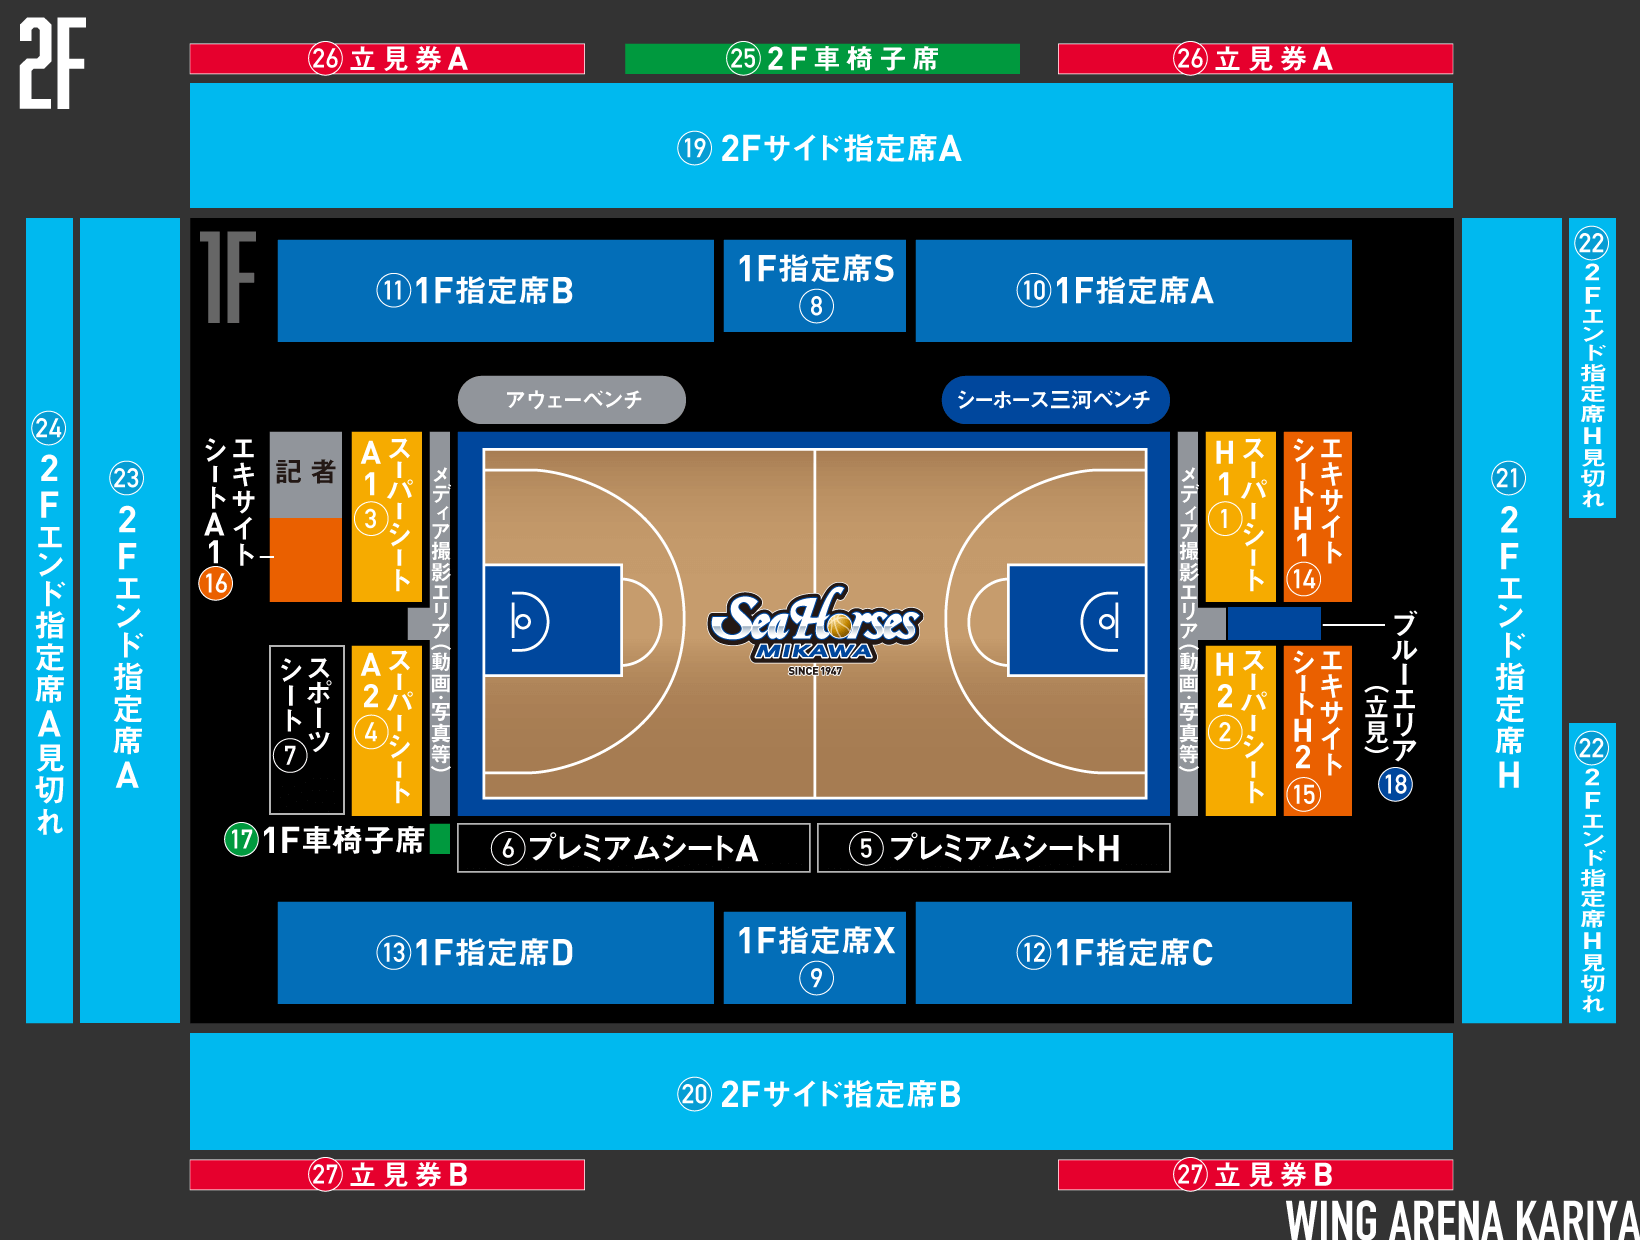 2F
㉖立見券A
㉕2F車椅子席
㉖立見券A
⑲2Fサイド指定席A
1F
⑪1F指定席B
1F指定席S
⑧
⑩1F指定席A
アウェーベンチ
シーホース三河ベンチ
㉔2Fエンド指定席A見切れ
㉓2Fエンド指定席A
エキサイト
シートA1
⑯
記者
スーパーシート
A1③
メディア撮影エリア(動画・写真等)
スポーツ
シート⑦
スーパーシート
A2④
Sea Horses
MIKAWA
SINCE 1947
メディア撮影エリア(動画・写真等)
スーパーシート
H1①
エキサイト
シートH1
⑭
スーパーシート
H2②
エキサイト
シートH2
⑮
ブルーエリア
(立見)
⑱
㉑2Fエンド指定席H
㉒2Fエンド指定席H見切れ
㉒2Fエンド指定席H見切れ
⑰1F車椅子席
⑥プレミアムシートA
⑤プレミアムシートH
⑬1F指定席D
1F指定席X
⑨
⑫1F指定席C
⑳2Fサイド指定席B
㉗立見券B
㉗立見券B
WING ARENA KARIYA